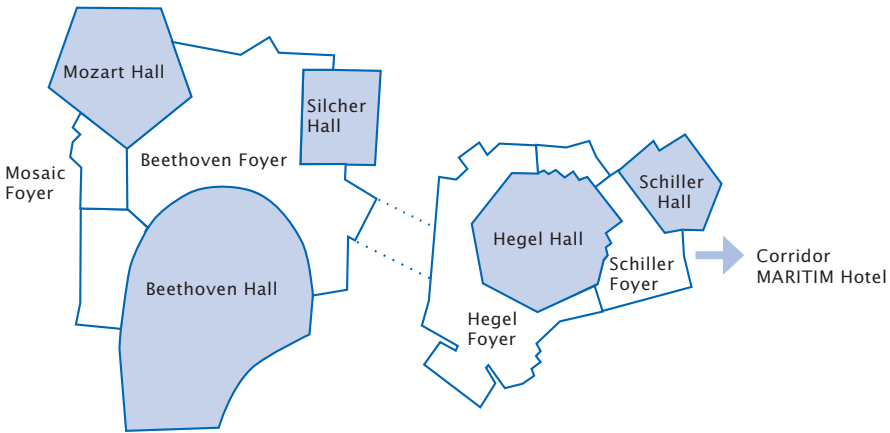 Mozart Hall
Silcher
Hall
Mosaic
Foyer
Beethoven Foyer
Beethoven Hall
Hegel Hall
Hegel
Foyer
Schiller
Hall
Schiller
Foyer
Corridor
MARITIM Hotel